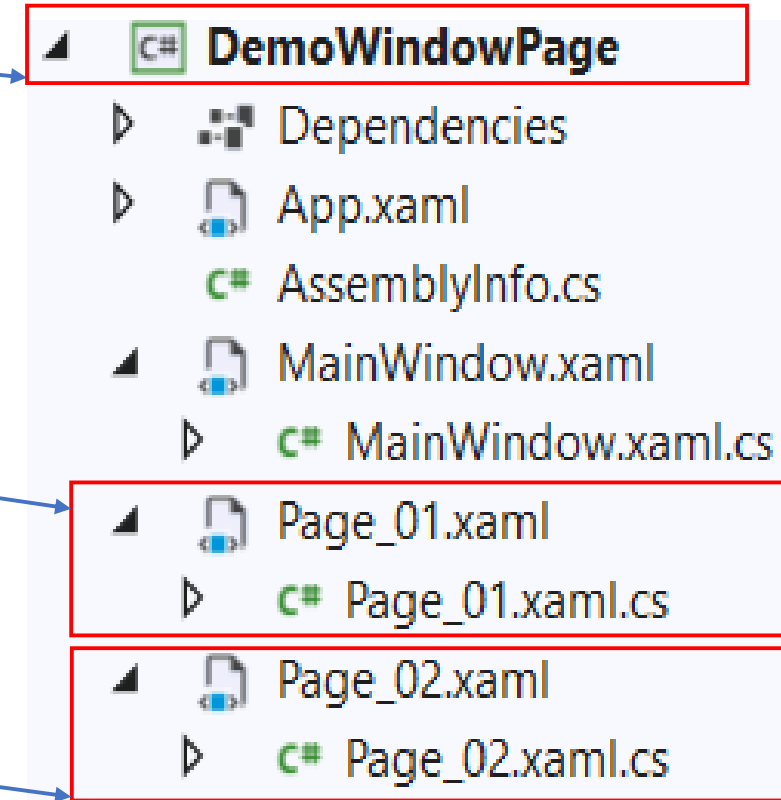 C# DemoWindowPage
Dependencies
App.xaml
C# AssemblyInfo.cs
MainWindow.xaml
C# MainWindow.xaml.cs
Page_01.xaml
C# Page_01.xaml.cs
Page_02.xaml
C# Page_02.xaml.cs